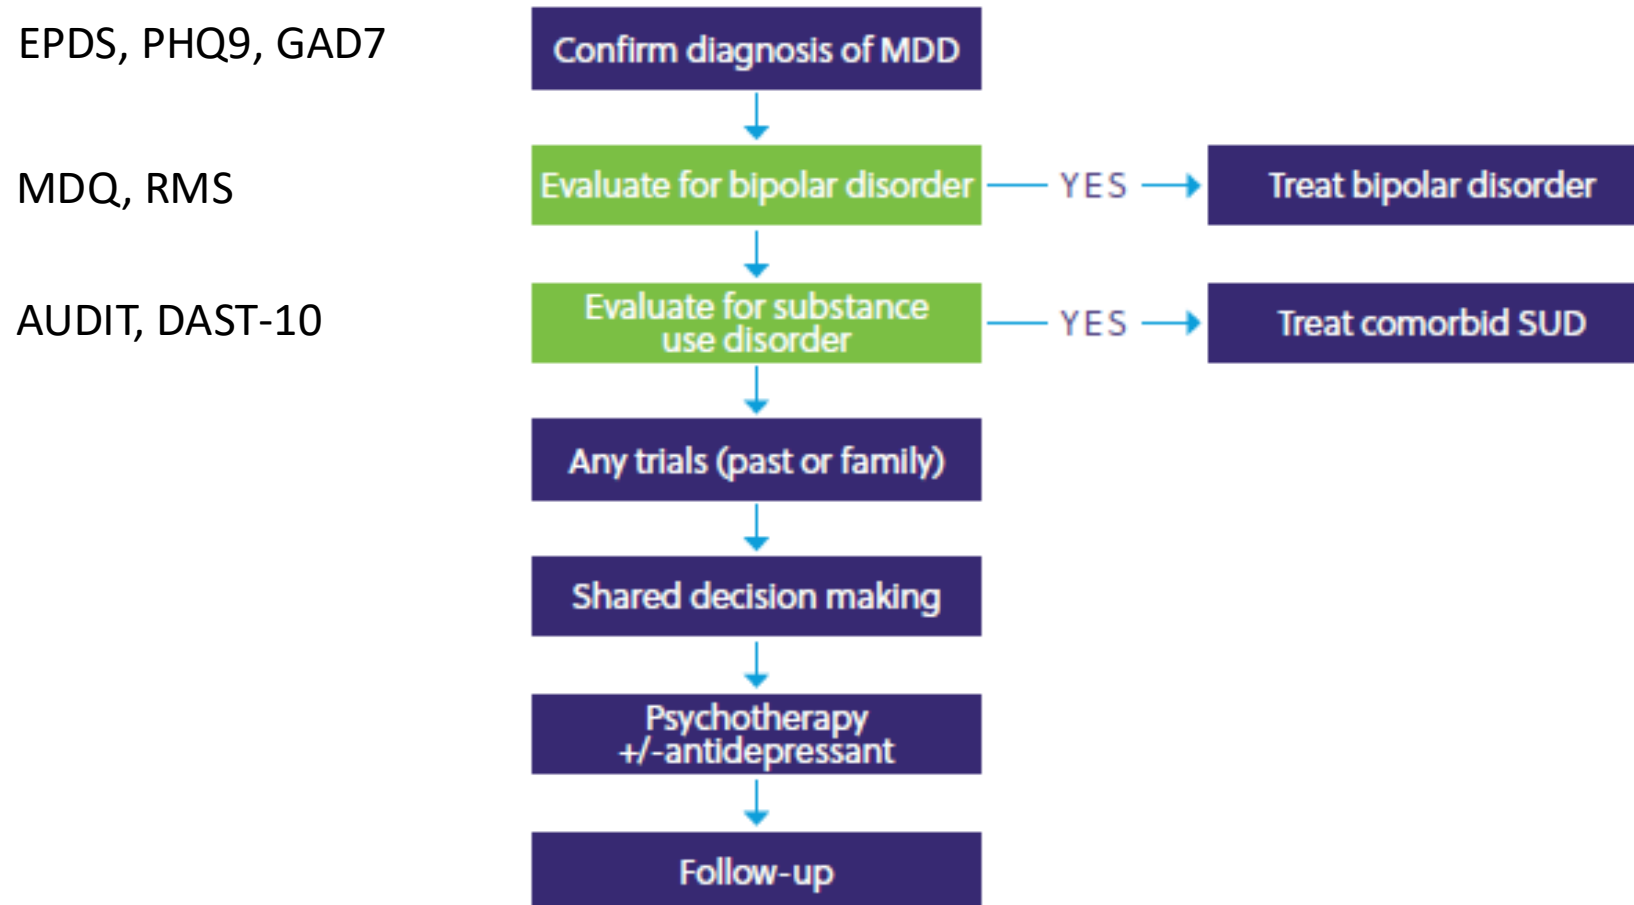 EPDS, PHQ9, GAD7
Confirm diagnosis of MDD
MDQ, RMS
Evaluate for bipolar disorder
YES
Treat bipolar disorder
AUDIT, DAST-10
Evaluate for substance
use disorder
YES
Treat comorbid SUD
Any trials (past or family)
Shared decision making
Psychotherapy
+/-antidepressant
Follow-up